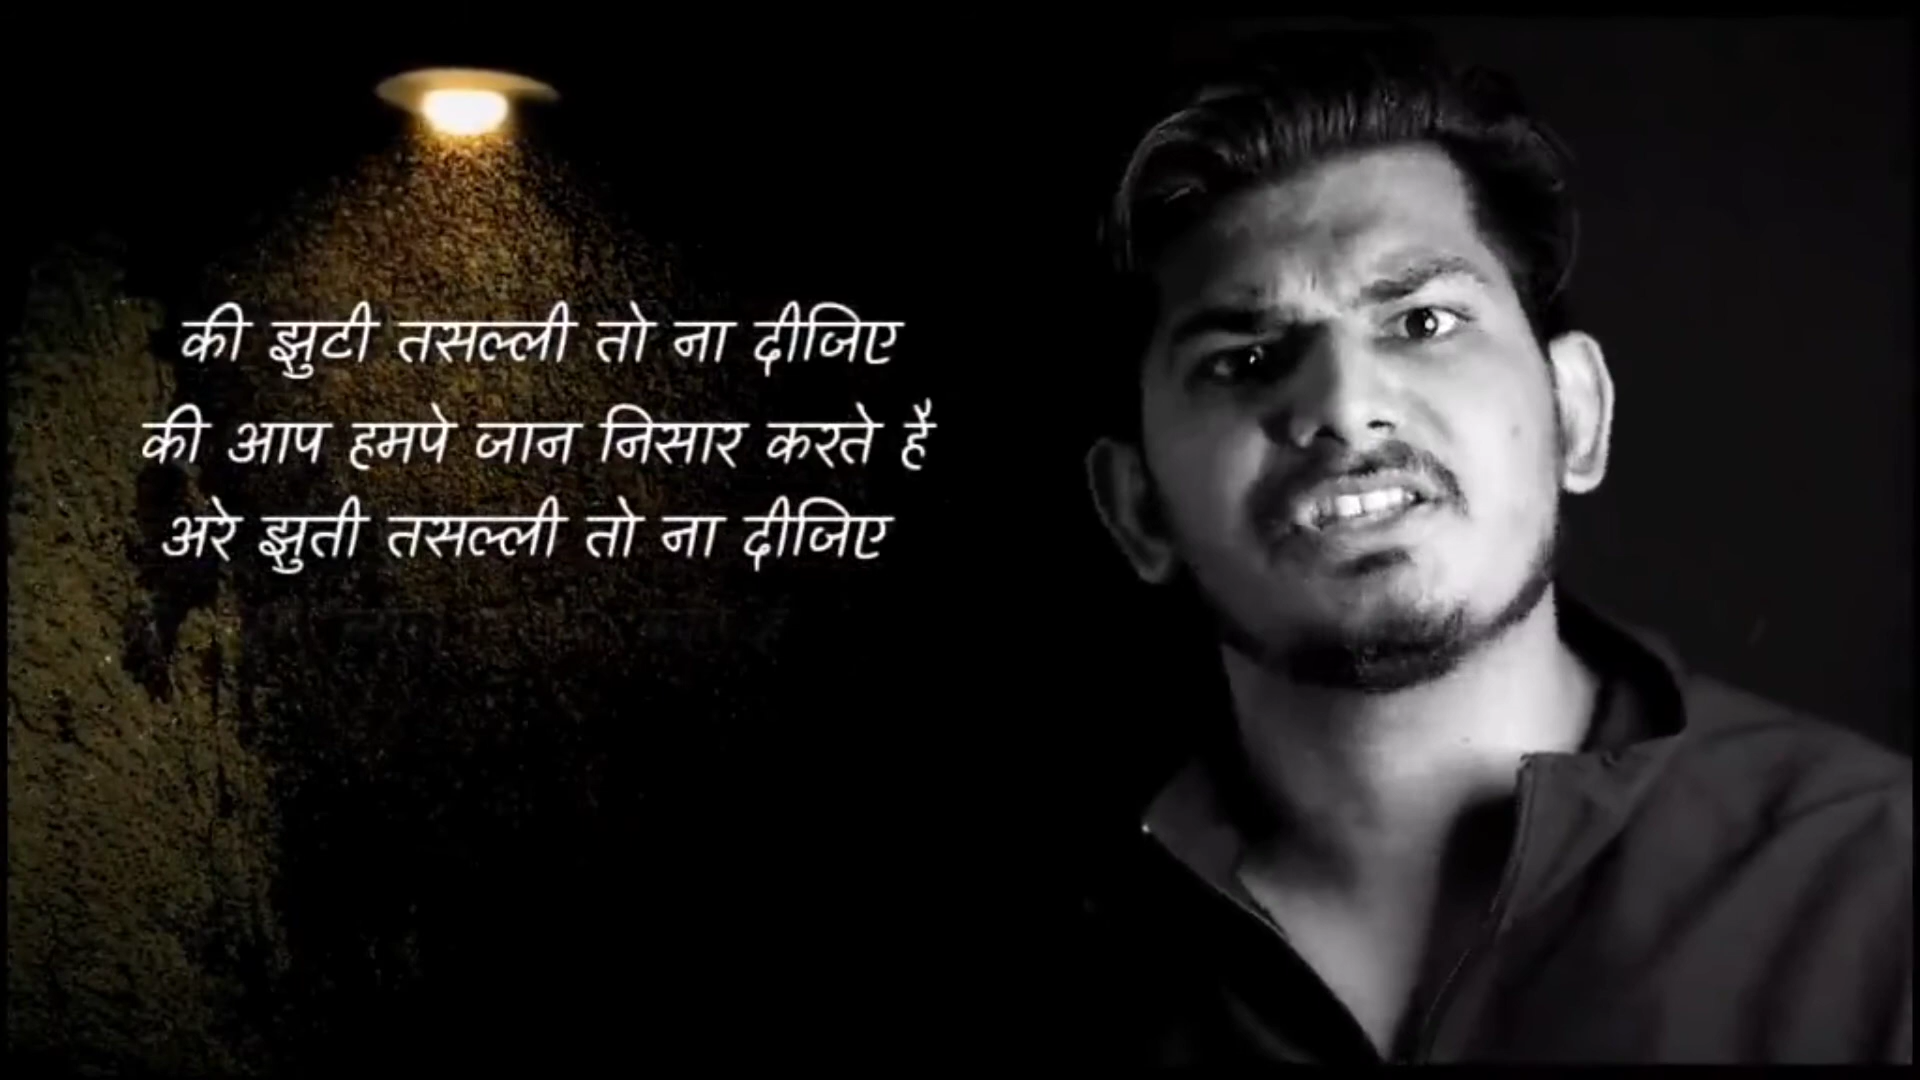 की झुटी तसल्ली तो ना दीजिए
की आप हमपे जान निसार करते है
अरे झुती तसल्ली तो ना दीजिए